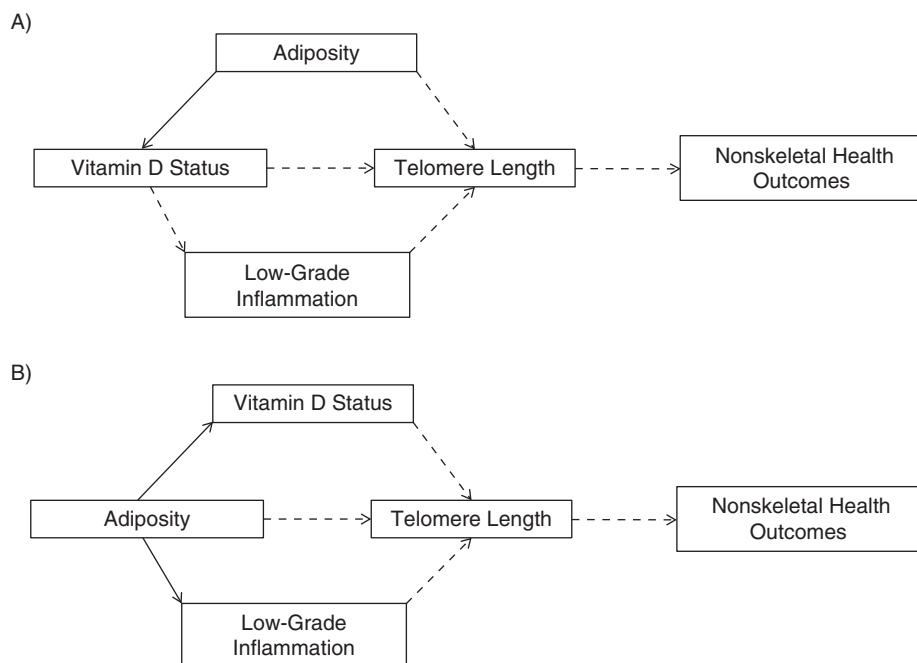 A)
Adiposity
Vitamin D Status
Telomere Length
Nonskeletal Health
Outcomes
Low-Grade
Inflammation
B)
Vitamin D Status
Adiposity
Telomere Length
Nonskeletal Health
Outcomes
Low-Grade
Inflammation